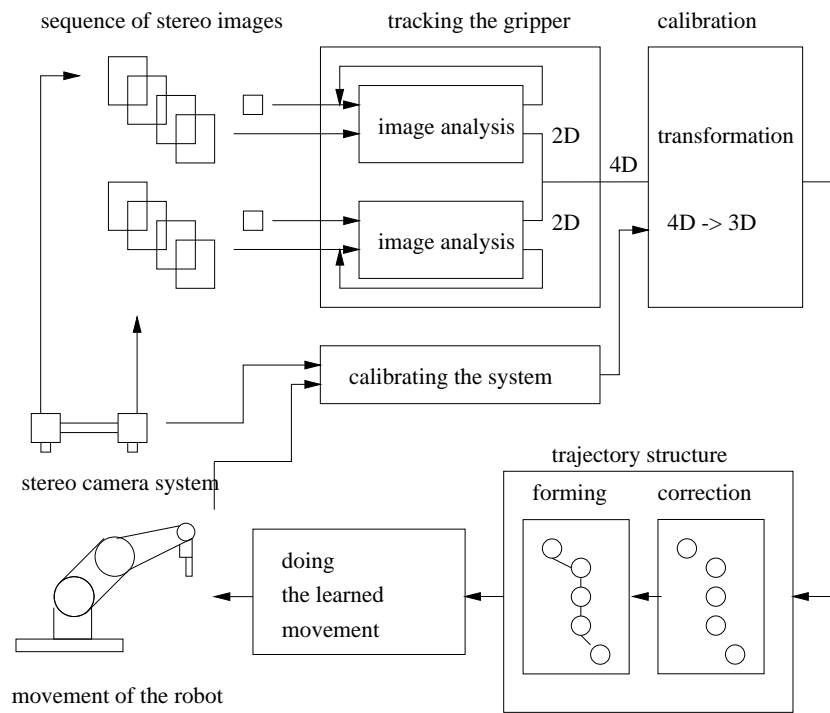 sequence of stereo images
tracking the gripper
calibration
image analysis
2D
transformation
4D
2D
4D -> 3D
image analysis
calibrating the system
stereo camera system
trajectory structure
forming
correction
doing
the learned
movement
movement of the robot